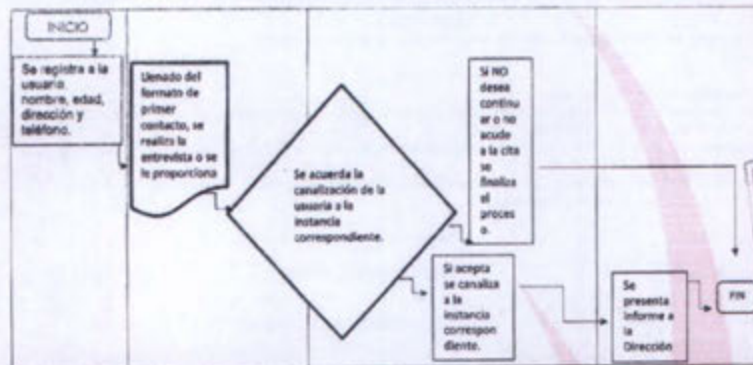 INICIO
Se registra a la
usuario
nombre, edad,
dirección y
teléfono.
Llenado del
formato de
primer
contacto, se
realiza la
entrevista o se
le proporciona
Se acuerda la
canalización de la
usuaria a la
instancia
correspondiente.
Si NO
desea
continu
ar o no
acude
a la cita
se
finaliza
el
proces
o.
Si acepta
se canaliza
a la
instancia
correspon
diente.
Se
presenta
informe a
la
Dirección
FIN